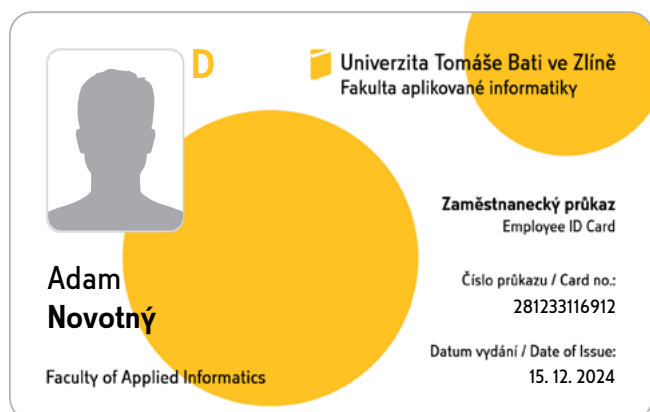 D
Univerzita Tomáše Bati ve Zlíně
Fakulta aplikované informatiky
Zaměstnanecký průkaz
Employee ID Card
Adam
Novotný
Číslo průkazu / Card no.:
281233116912
Datum vydání / Date of Issue:
15. 12. 2024
Faculty of Applied Informatics